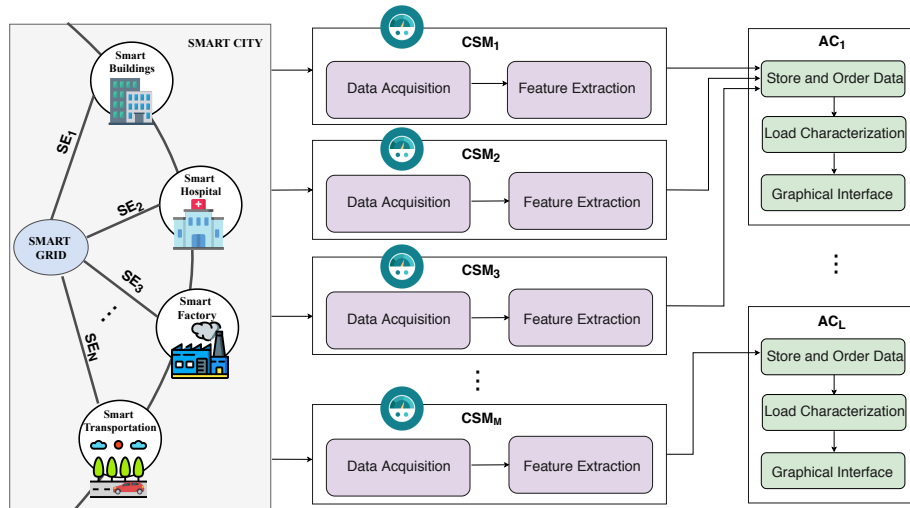 SMART CITY
Smart
Buildings
SE1
Smart
Hospital
SE2
SMART
GRID
SE3
...
Smart
Factory
SEN
Smart
Transportation
CSM1
Data Acquisition
Feature Extraction
CSM2
Data Acquisition
Feature Extraction
CSM3
Data Acquisition
Feature Extraction
...
CSMM
Data Acquisition
Feature Extraction
AC1
Store and Order Data
Load Characterization
Graphical Interface
...
ACL
Store and Order Data
Load Characterization
Graphical Interface